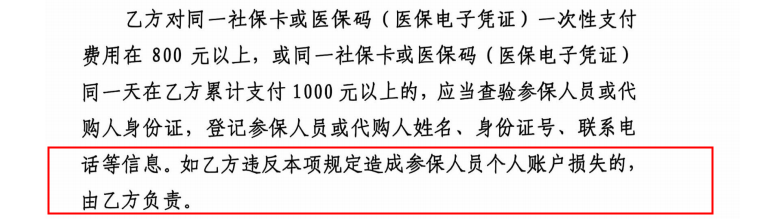 乙方对同一社保卡或医保码（医保电子凭证）一次性支付
费用在 800 元以上，或同一社保卡或医保码（医保电子凭证）
同一天在乙方累计支付 1000 元以上的，应当查验参保人员或代
购人身份证，登记参保人员或代购人姓名、身份证号、联系电
话等信息。如乙方违反本项规定造成参保人员个人账户损失的，
由乙方负责。